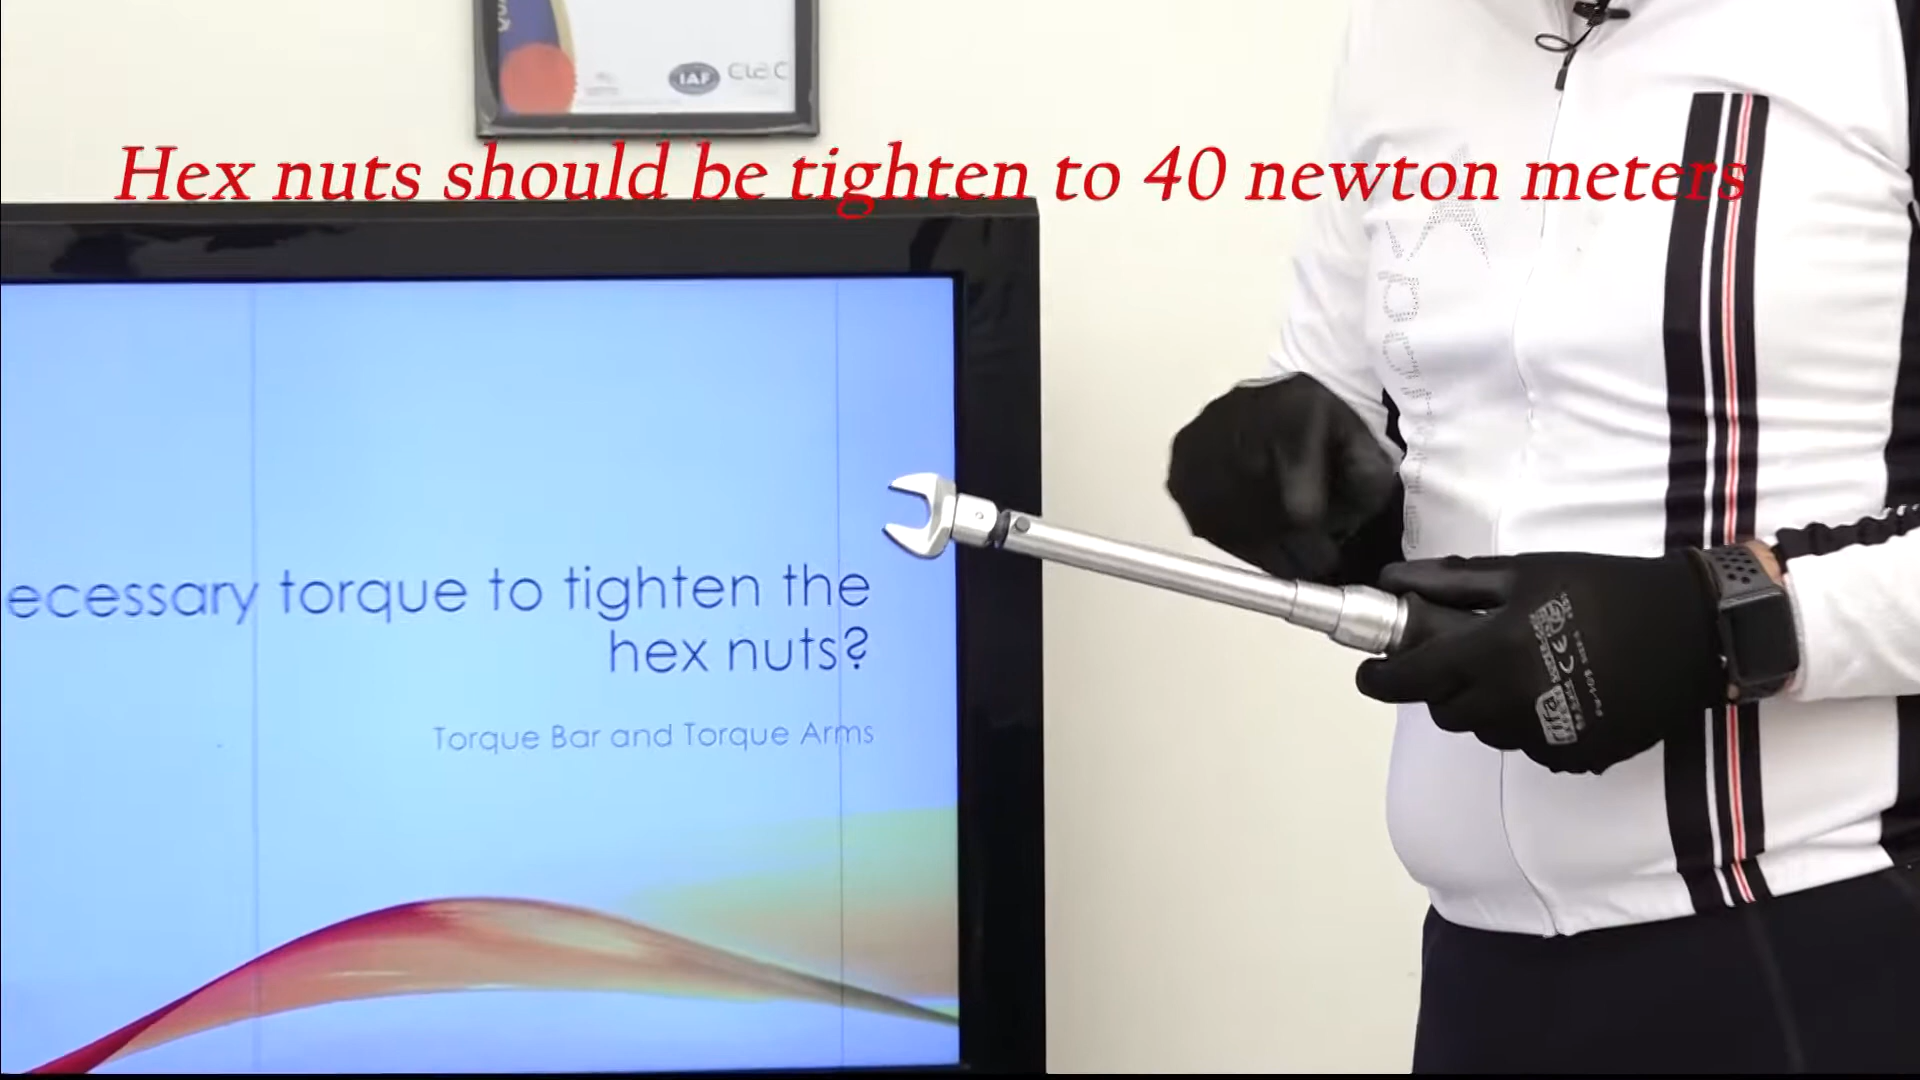 IAF
Hex nuts should be tighten to 40 newton meters
ecessary torque to tighten the
hex nuts?
Torque Bar and Torque Arms
CE